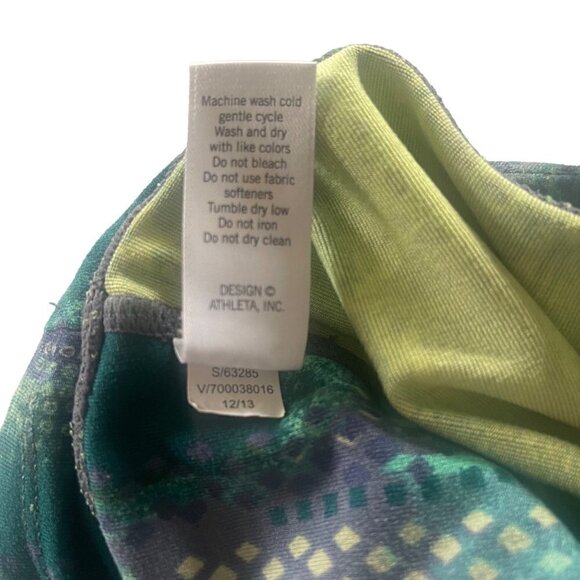 Machine wash cold
gentle cycle
Wash and dry
with like colors
Do not bleach
Do not use fabric
softeners
Tumble dry low
Do not iron
Do not dry clean
DESIGN ©
ATHLETA, INC.
S/63285
V/700038016
12/13